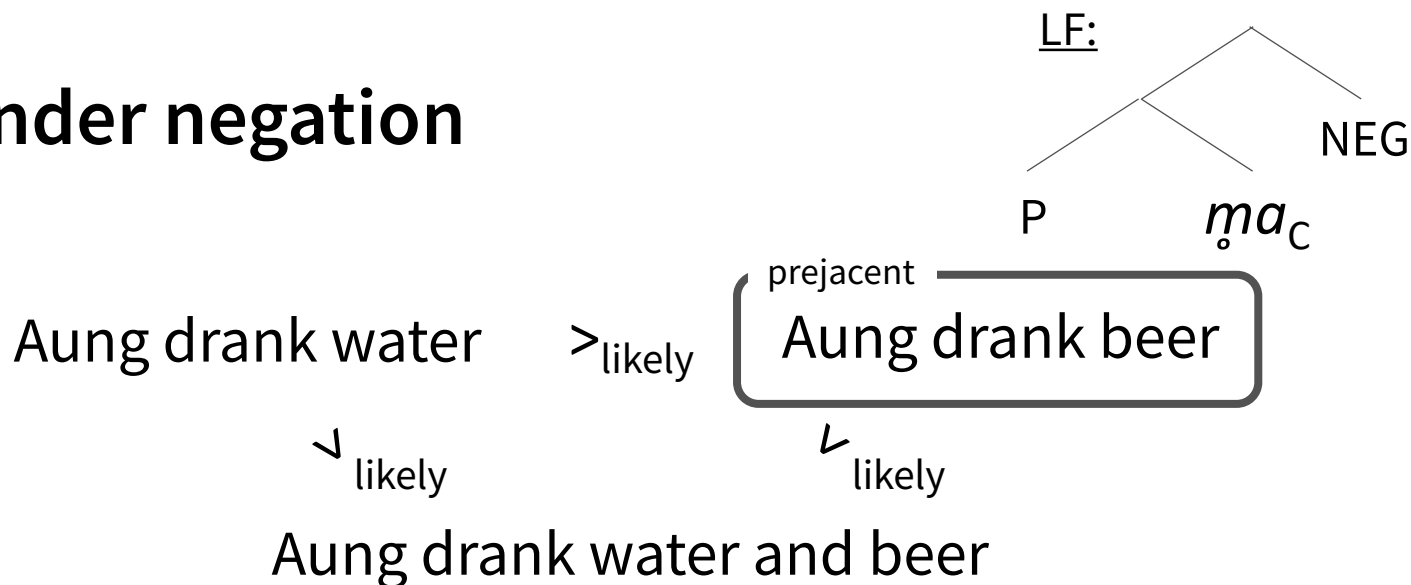 LF:
nder negation
NEG
P m̥a_C
prejacent
Aung drank water >likely Aung drank beer
>likely >likely
Aung drank water and beer